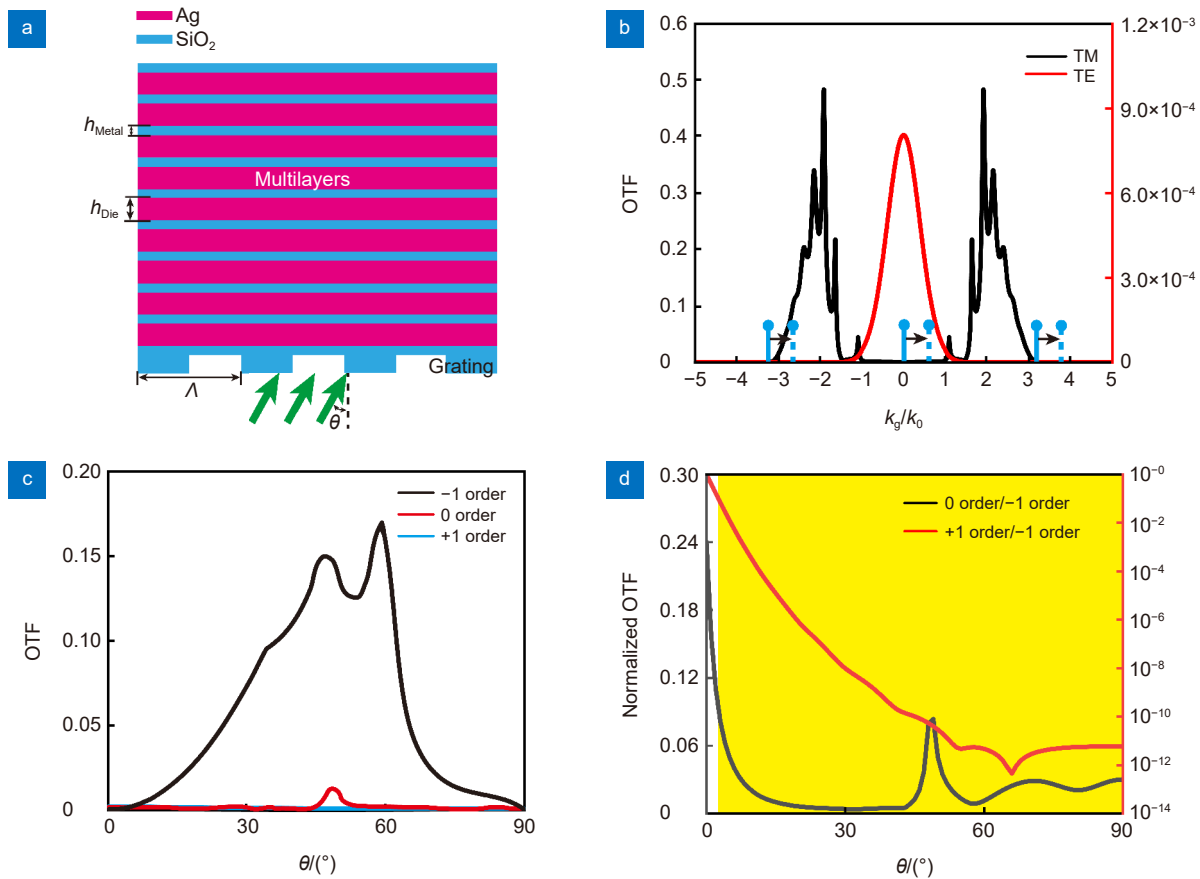 a
Ag
SiO₂
h_Metal
Multilayers
h_Die
Grating
Λ
θ
b
0.6
0.5
0.4
0.3
0.2
0.1
0
OTF
TM
TE
1.2×10⁻³
9.0×10⁻⁴
6.0×10⁻⁴
3.0×10⁻⁴
0
−5 −4 −3 −2 −1 0 1 2 3 4 5
k_g/k₀
c
0.20
0.15
0.10
0.05
0
OTF
−1 order
0 order
+1 order
0 30 60 90
θ/(°)
d
0.30
0.24
0.18
0.12
0.06
0
Normalized OTF
0 order/−1 order
+1 order/−1 order
10⁻⁰
10⁻²
10⁻⁴
10⁻⁶
10⁻⁸
10⁻¹⁰
10⁻¹²
10⁻¹⁴
0 30 60 90
θ/(°)